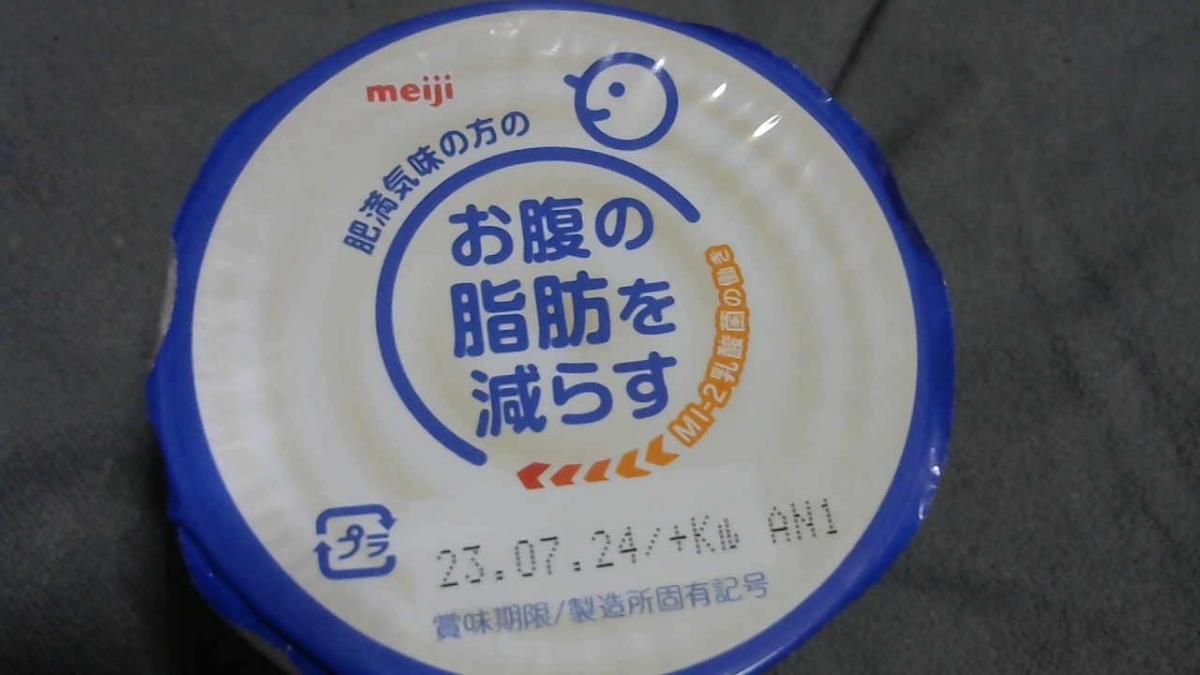 meiji
肥満気味の方の
お腹の
脂肪を
減らす
MI-2乳酸菌の働き
プラ
23.07.24/+Kル AN1
賞味期限/製造所固有記号